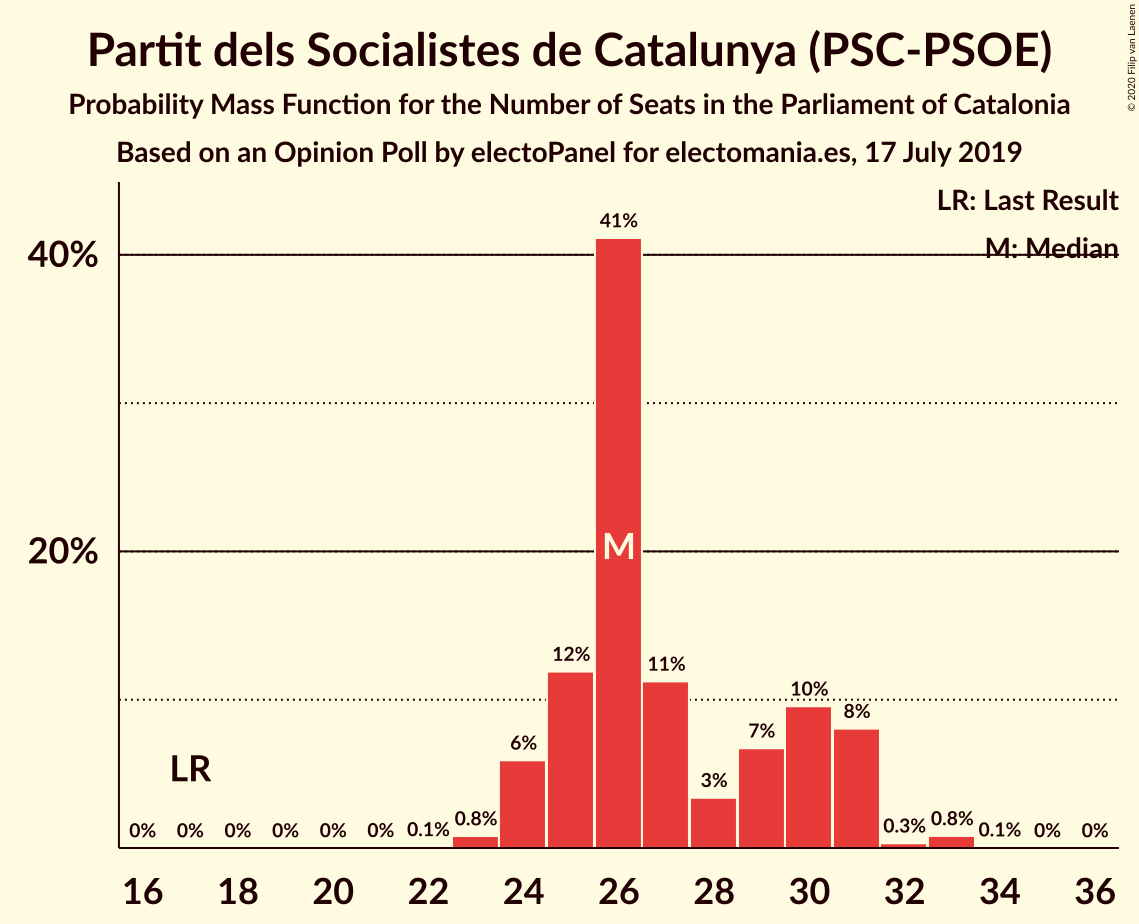 Partit dels Socialistes de Catalunya (PSC-PSOE)
Probability Mass Function for the Number of Seats in the Parliament of Catalonia
Based on an Opinion Poll by electoPanel for electomania.es, 17 July 2019
© 2020 Filip van Laenen
LR: Last Result
M: Median
40%
20%
41%
M
12%
11%
10%
8%
7%
6%
3%
LR
0% 0% 0% 0% 0% 0% 0.1% 0.8% 0.3% 0.8% 0.1% 0% 0%
16 18 20 22 24 26 28 30 32 34 36